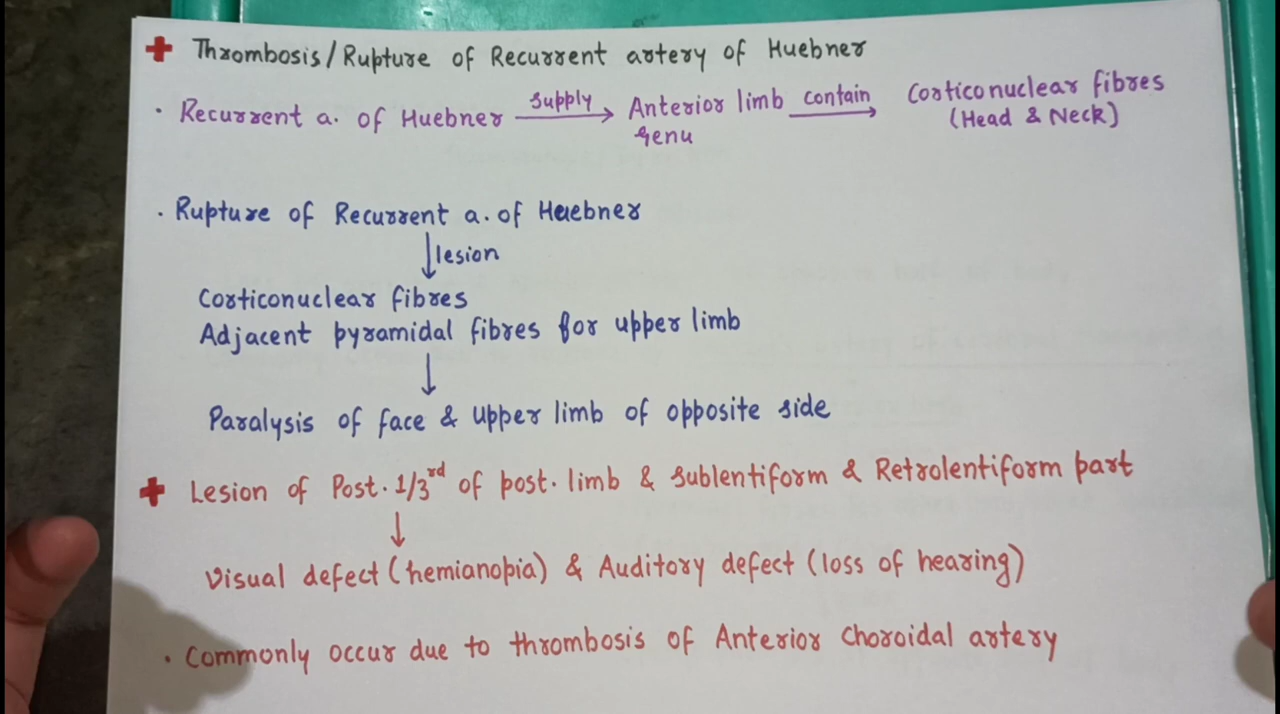 + Thrombosis/Rupture of Recurrent artery of Huebner
· Recurrent a. of Huebner supply → Anterior limb contain → Corticonuclear fibres
Genu (Head & Neck)
· Rupture of Recurrent a. of Huebner
↓ lesion
Corticonuclear fibres
Adjacent pyramidal fibres for upper limb
↓
Paralysis of face & upper limb of opposite side
+ Lesion of Post. 1/3rd of post. limb & Sublentiform & Retrolentiform part
↓
Visual defect (hemianopia) & Auditory defect (loss of hearing)
· Commonly occur due to thrombosis of Anterior Choroidal artery